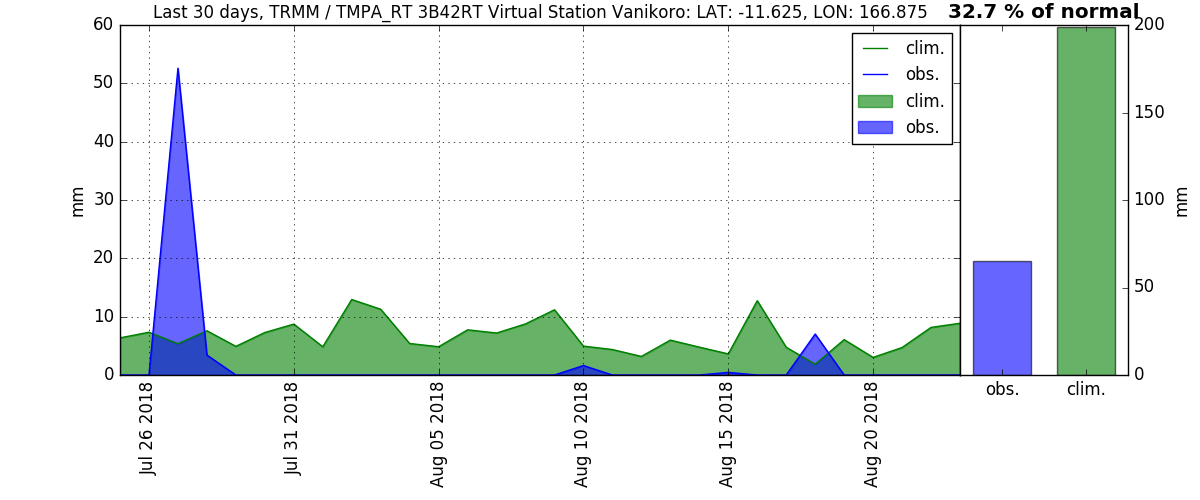 Last 30 days, TRMM / TMPA_RT 3B42RT Virtual Station Vanikoro: LAT: -11.625, LON: 166.875
32.7 % of normal
mm
60
50
40
30
20
10
0
clim.
obs.
clim.
obs.
Jul 26 2018
Jul 31 2018
Aug 05 2018
Aug 10 2018
Aug 15 2018
Aug 20 2018
200
150
100
50
0
mm
obs.
clim.